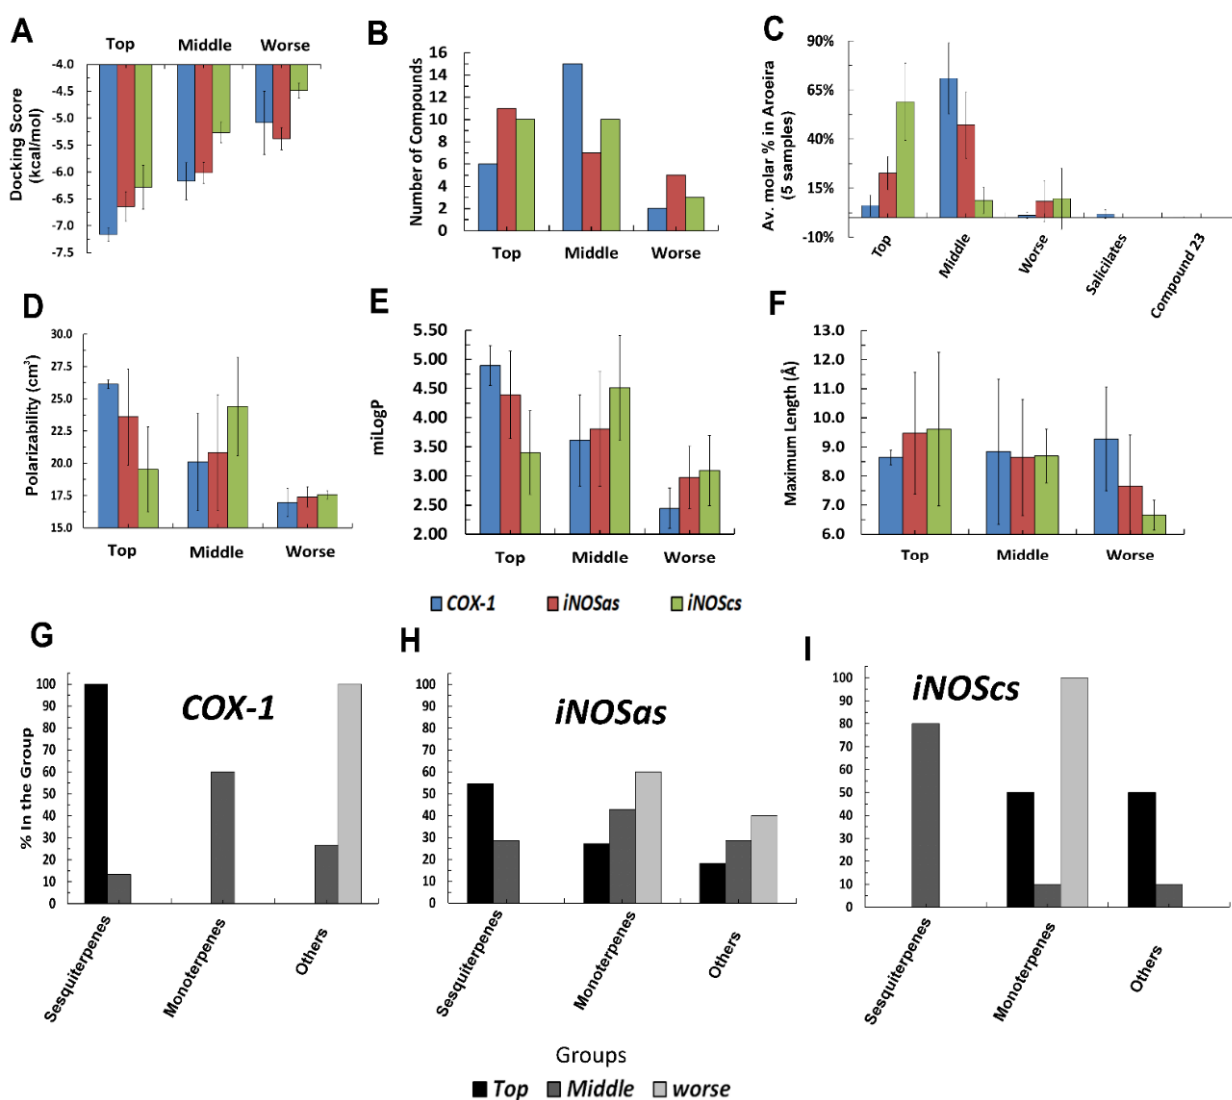 A
Top Middle Worse
Docking Score
(kcal/mol)
-4.0
-4.5
-5.0
-5.5
-6.0
-6.5
-7.0
-7.5
B
Number of Compounds
16
14
12
10
8
6
4
2
0
Top Middle Worse
C
Av. molar % in Aroeira
(5 samples)
90%
65%
40%
15%
-10%
Top
Middle
Worse
Salicilates
Compound 23
D
Polarizability (cm³)
30.0
27.5
25.0
22.5
20.0
17.5
15.0
Top Middle Worse
E
miLogP
5.50
5.00
4.50
4.00
3.50
3.00
2.50
2.00
Top Middle Worse
F
Maximum Length (Å)
13.0
12.0
11.0
10.0
9.0
8.0
7.0
6.0
Top Middle Worse
COX-1 iNOSas iNOScs
G
COX-1
% In the Group
100
90
80
70
60
50
40
30
20
10
0
Sesquiterpenes
Monoterpenes
Others
H
iNOSas
100
90
80
70
60
50
40
30
20
10
0
Sesquiterpenes
Monoterpenes
Others
I
iNOScs
100
90
80
70
60
50
40
30
20
10
0
Sesquiterpenes
Monoterpenes
Others
Groups
Top Middle worse